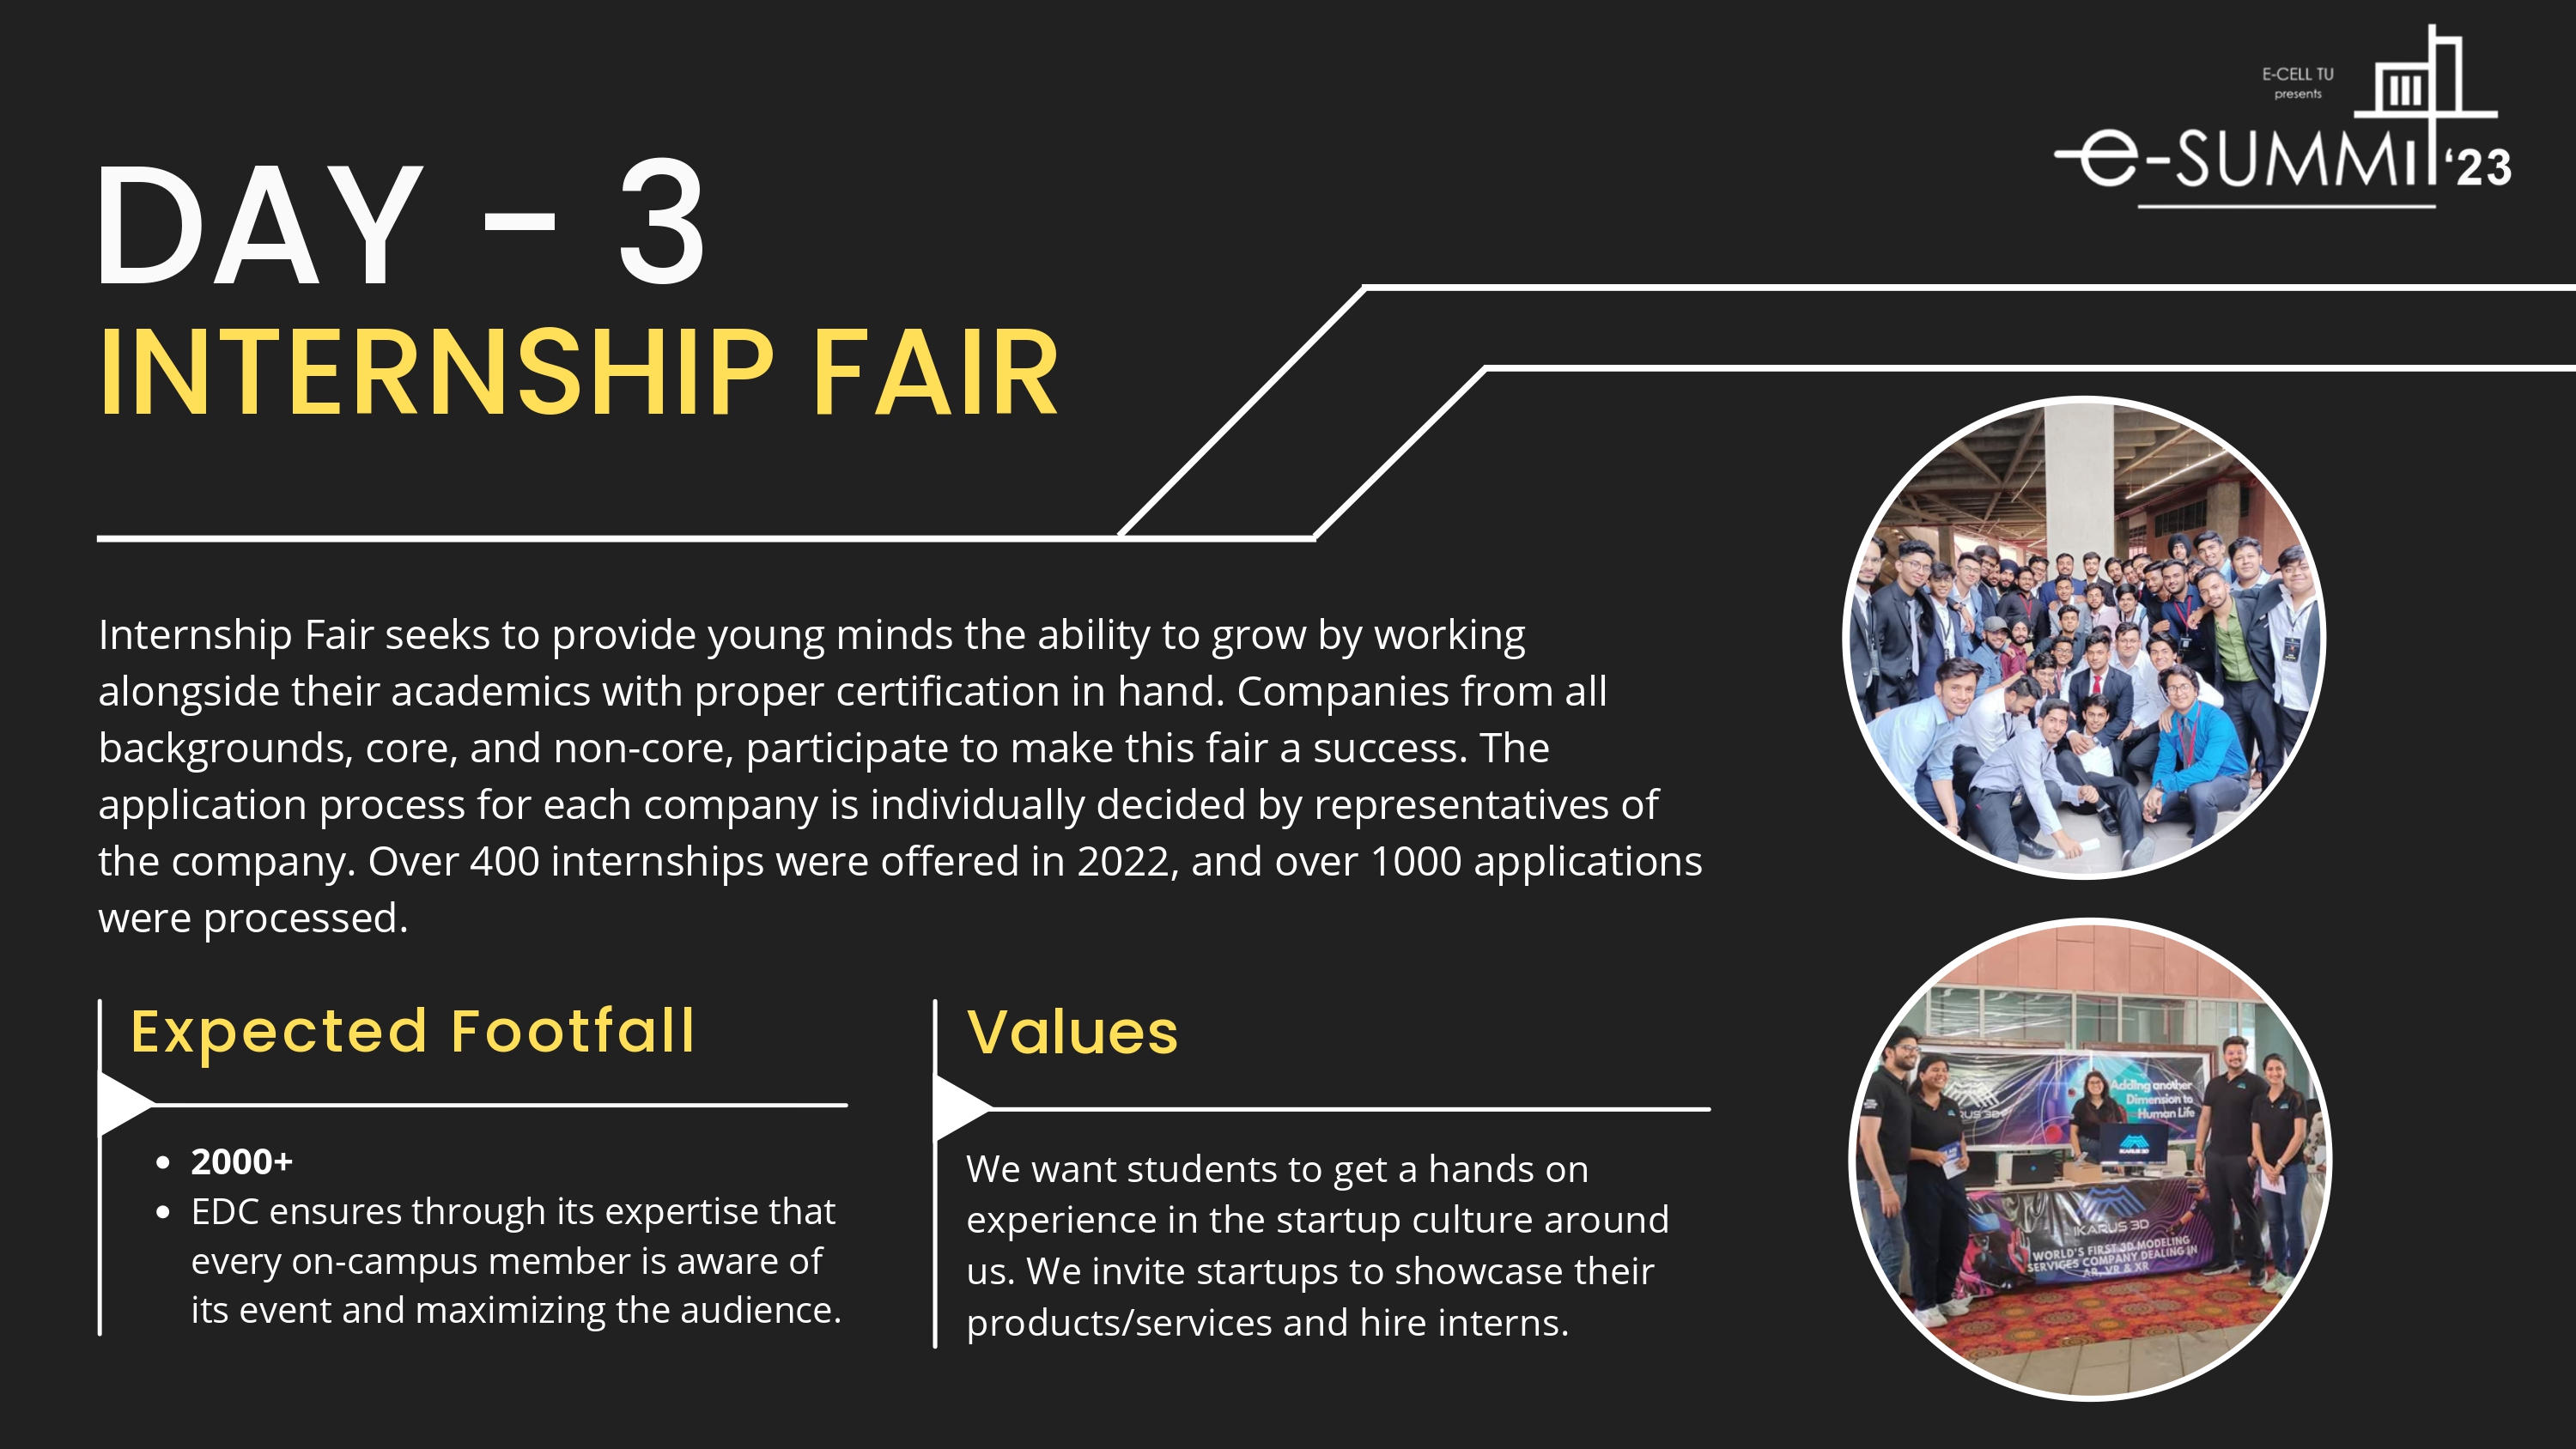 E-CELL TU
presents
e-SUMMIT '23
DAY - 3
INTERNSHIP FAIR
Internship Fair seeks to provide young minds the ability to grow by working
alongside their academics with proper certification in hand. Companies from all
backgrounds, core, and non-core, participate to make this fair a success. The
application process for each company is individually decided by representatives of
the company. Over 400 internships were offered in 2022, and over 1000 applications
were processed.
Expected Footfall
• 2000+
• EDC ensures through its expertise that
every on-campus member is aware of
its event and maximizing the audience.
Values
We want students to get a hands on
experience in the startup culture around
us. We invite startups to showcase their
products/services and hire interns.
Adding another
Dimension to
Human Life
IKARUS 3D
IKARUS 3D
WORLD'S FIRST 3D MODELING
SERVICES COMPANY DEALING IN
AR, VR & XR